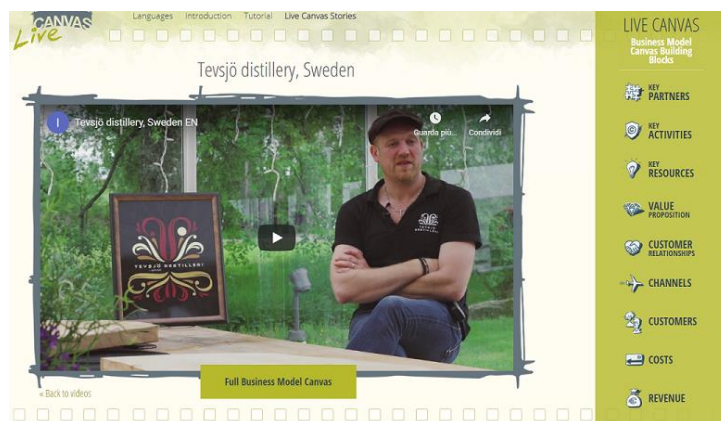 CANVAS
Live
Languages Introduction Tutorial Live Canvas Stories
Tevsjö distillery, Sweden
I Tevsjö distillery, Sweden EN
Guarda più... Condividi
TEVSJÖ DESTILLERI
TEVSJÖ
DESTILLERI
Full Business Model Canvas
« Back to videos
LIVE CANVAS
Business Model
Canvas Building
Blocks
KEY
PARTNERS
KEY
ACTIVITIES
KEY
RESOURCES
VALUE
PROPOSITION
CUSTOMER
RELATIONSHIPS
CHANNELS
CUSTOMERS
COSTS
REVENUE